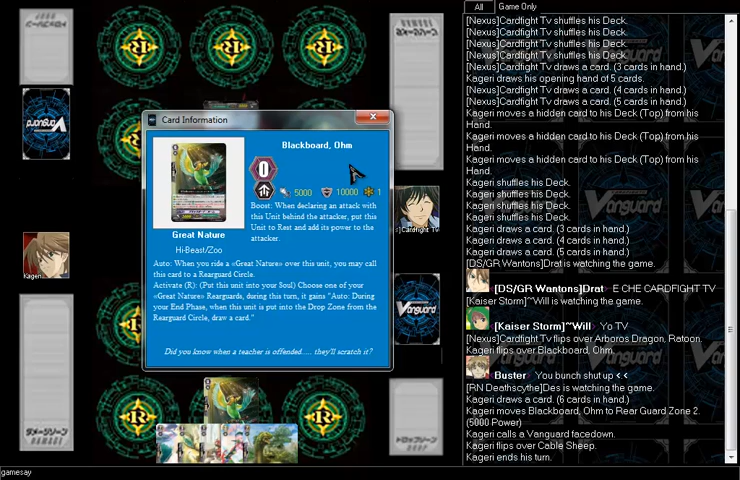 All
Game Only
[Nexus]Cardfight Tv shuffles his Deck.
[Nexus]Cardfight Tv shuffles his Deck.
[Nexus]Cardfight Tv shuffles his Deck.
[Nexus]Cardfight Tv shuffles his Deck.
[Nexus]Cardfight Tv draws a card. (3 cards in hand.)
Kageri draws his opening hand of 5 cards.
[Nexus]Cardfight Tv draws a card. (4 cards in hand.)
[Nexus]Cardfight Tv draws a card. (5 cards in hand.)
Kageri moves a hidden card to his Deck (Top) from his
Hand.
Kageri moves a hidden card to his Deck (Top) from his
Hand.
Kageri moves a hidden card to his Deck (Top) from his
Hand.
Kageri shuffles his Deck.
Kageri shuffles his Deck.
Kageri shuffles his Deck.
Kageri shuffles his Deck.
Kageri draws a card. (3 cards in hand.)
Kageri draws a card. (4 cards in hand.)
Kageri draws a card. (5 cards in hand.)
[DS/GR Wantons]Drat is watching the game.
[DS/GR Wantons]Drat> E CHE CARDFIGHT TV
[Kaiser Storm]~Will is watching the game.
[Kaiser Storm]~Will> Yo TV
[Nexus]Cardfight Tv flips over Arboros Dragon, Ratoon.
Kageri flips over Blackboard, Ohm.
Buster> You bunch shut up < <
[RN Deathscythe]Des is watching the game.
Kageri draws a card. (6 cards in hand.)
Kageri moves Blackboard, Ohm to Rear Guard Zone 2.
(5000 Power)
Kageri calls a Vanguard facedown.
Kageri flips over Cable Sheep.
Kageri ends his turn.
Card Information
Blackboard, Ohm
0
5000
10000
1
Boost: When declaring an attack with
this Unit behind the attacker, put this
Unit to Rest and add its power to the
attacker.
Great Nature
Hi-Beast/Zoo
Auto: When you ride a «Great Nature» over this unit, you may call
this card to a Rearguard Circle.
Activate (R): (Put this unit into your Soul) Choose one of your
«Great Nature» Rearguards, during this turn, it gains "Auto: During
your End Phase, when this unit is put into the Drop Zone from the
Rearguard Circle, draw a card."
Did you know when a teacher is offended..... they'll scratch it?
Kageri
s]Cardfight Tv
Vanguard
Vanguard
gamesay